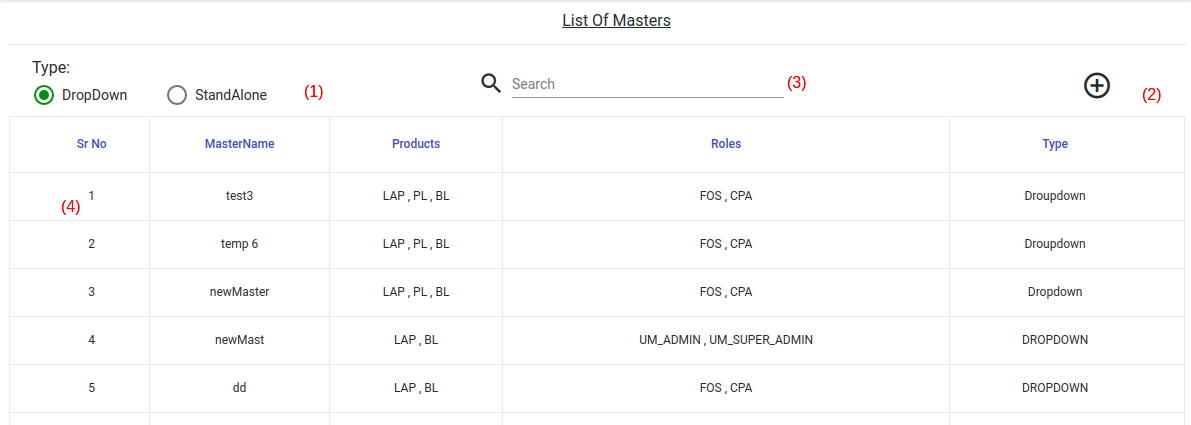 List Of Masters
Type:
DropDown StandAlone (1) Search (3) (2)
Sr No MasterName Products Roles Type
1 test3 LAP , PL , BL FOS , CPA Droupdown
(4)
2 temp 6 LAP , PL , BL FOS , CPA Droupdown
3 newMaster LAP , PL , BL FOS , CPA Dropdown
4 newMast LAP , BL UM_ADMIN , UM_SUPER_ADMIN DROPDOWN
5 dd LAP , BL FOS , CPA DROPDOWN